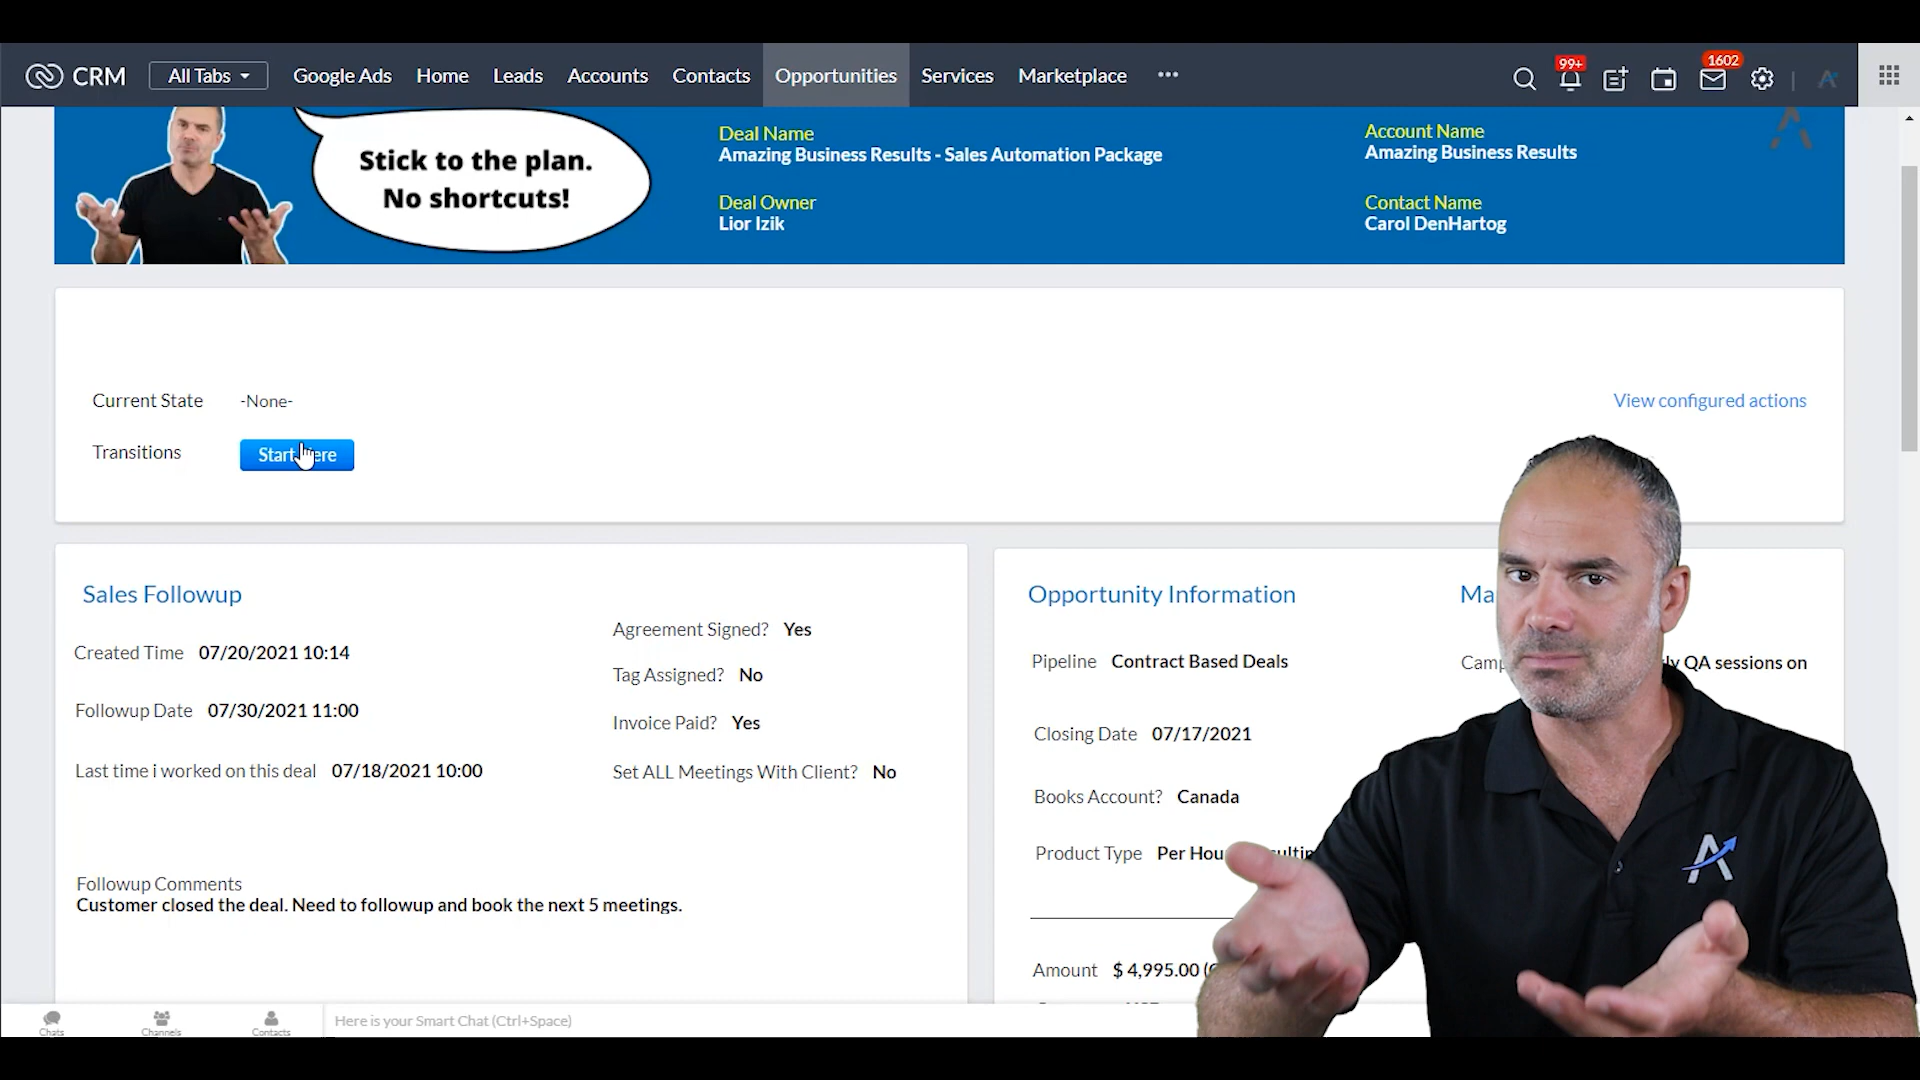 CRM
All Tabs
Google Ads
Home
Leads
Accounts
Contacts
Opportunities
Services
Marketplace
99+
1602
Stick to the plan.
No shortcuts!
Deal Name
Amazing Business Results - Sales Automation Package
Deal Owner
Lior Izik
Account Name
Amazing Business Results
Contact Name
Carol DenHartog
Current State -None-
View configured actions
Transitions
Start
Sales Followup
Created Time 07/20/2021 10:14
Followup Date 07/30/2021 11:00
Last time i worked on this deal 07/18/2021 10:00
Agreement Signed? Yes
Tag Assigned? No
Invoice Paid? Yes
Set ALL Meetings With Client? No
Followup Comments
Customer closed the deal. Need to followup and book the next 5 meetings.
Opportunity Information
Pipeline Contract Based Deals
QA sessions on
Closing Date 07/17/2021
Books Account? Canada
Product Type Per
Amount $ 4,995.00
Chats
Channels
Contacts
Here is your Smart Chat (Ctrl+Space)